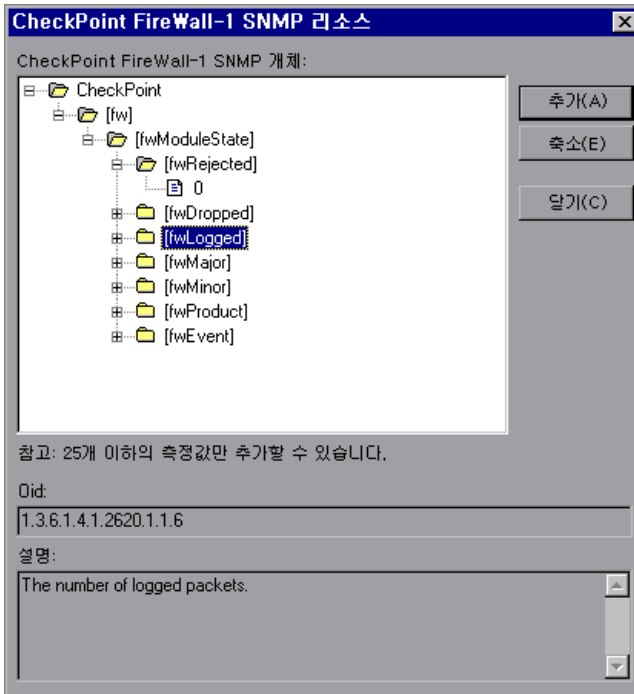 CheckPoint FireWall-1 SNMP 리소스
CheckPoint FireWall-1 SNMP 개체:
CheckPoint
[fw]
[fwModuleState]
[fwRejected]
0
[fwDropped]
[fwLogged]
[fwMajor]
[fwMinor]
[fwProduct]
[fwEvent]
추가(A)
축소(E)
닫기(C)
참고: 25개 이하의 측정값만 추가할 수 있습니다.
Oid:
1.3.6.1.4.1.2620.1.1.6
설명:
The number of logged packets.